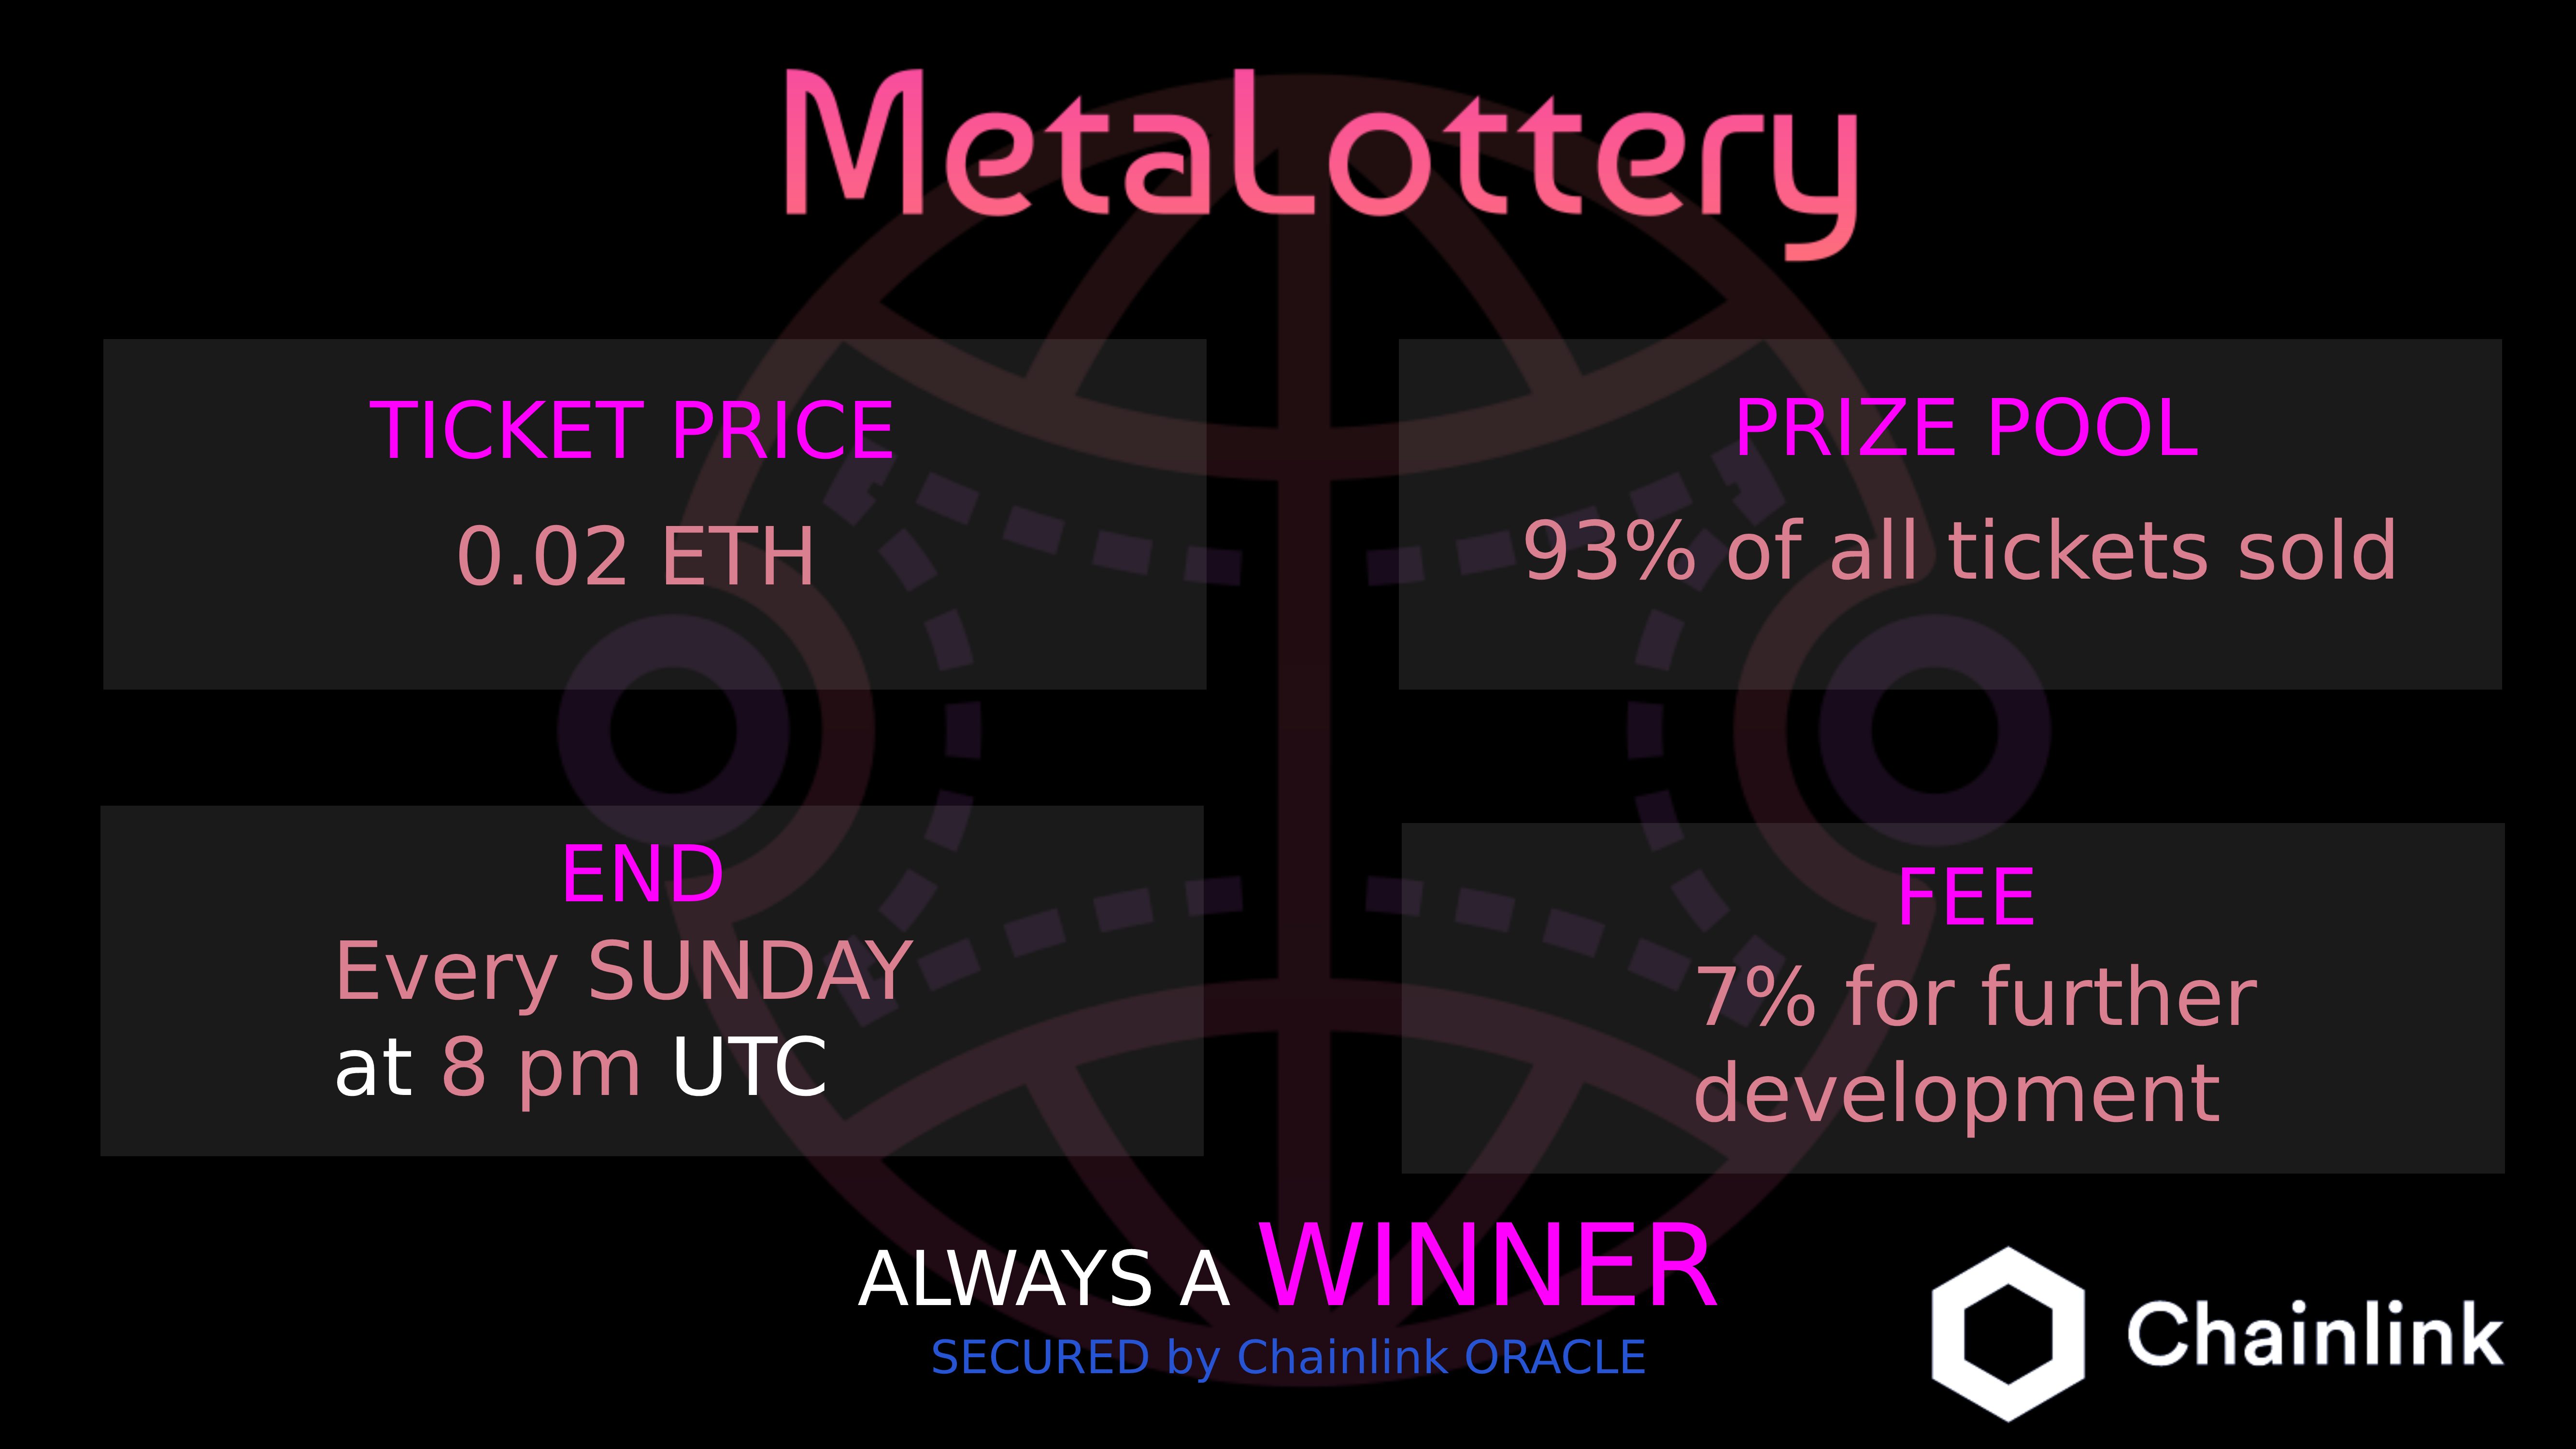 MetaLottery
TICKET PRICE
0.02 ETH
PRIZE POOL
93% of all tickets sold
END
Every SUNDAY
at 8 pm UTC
FEE
7% for further
development
ALWAYS A WINNER
SECURED by Chainlink ORACLE
Chainlink